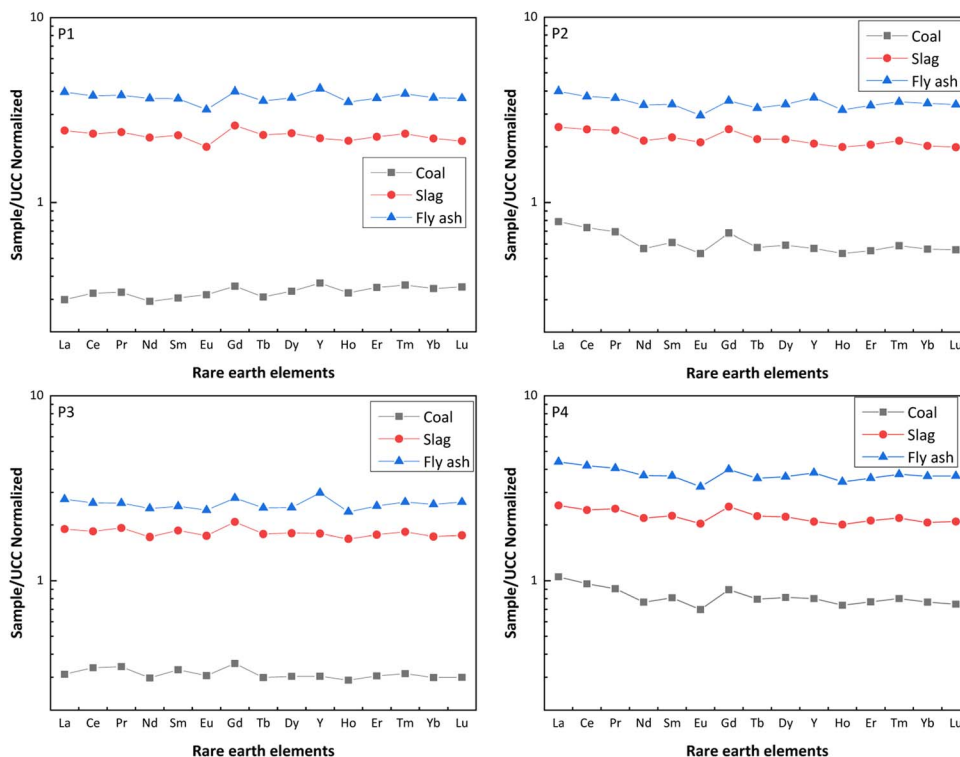 10
P1
Coal
Slag
Fly ash
1
Sample/UCC Normalized
La Ce Pr Nd Sm Eu Gd Tb Dy Y Ho Er Tm Yb Lu
Rare earth elements
10
P2
Coal
Slag
Fly ash
1
Sample/UCC Normalized
La Ce Pr Nd Sm Eu Gd Tb Dy Y Ho Er Tm Yb Lu
Rare earth elements
10
P3
Coal
Slag
Fly ash
1
Sample/UCC Normalized
La Ce Pr Nd Sm Eu Gd Tb Dy Y Ho Er Tm Yb Lu
Rare earth elements
10
P4
Coal
Slag
Fly ash
1
Sample/UCC Normalized
La Ce Pr Nd Sm Eu Gd Tb Dy Y Ho Er Tm Yb Lu
Rare earth elements